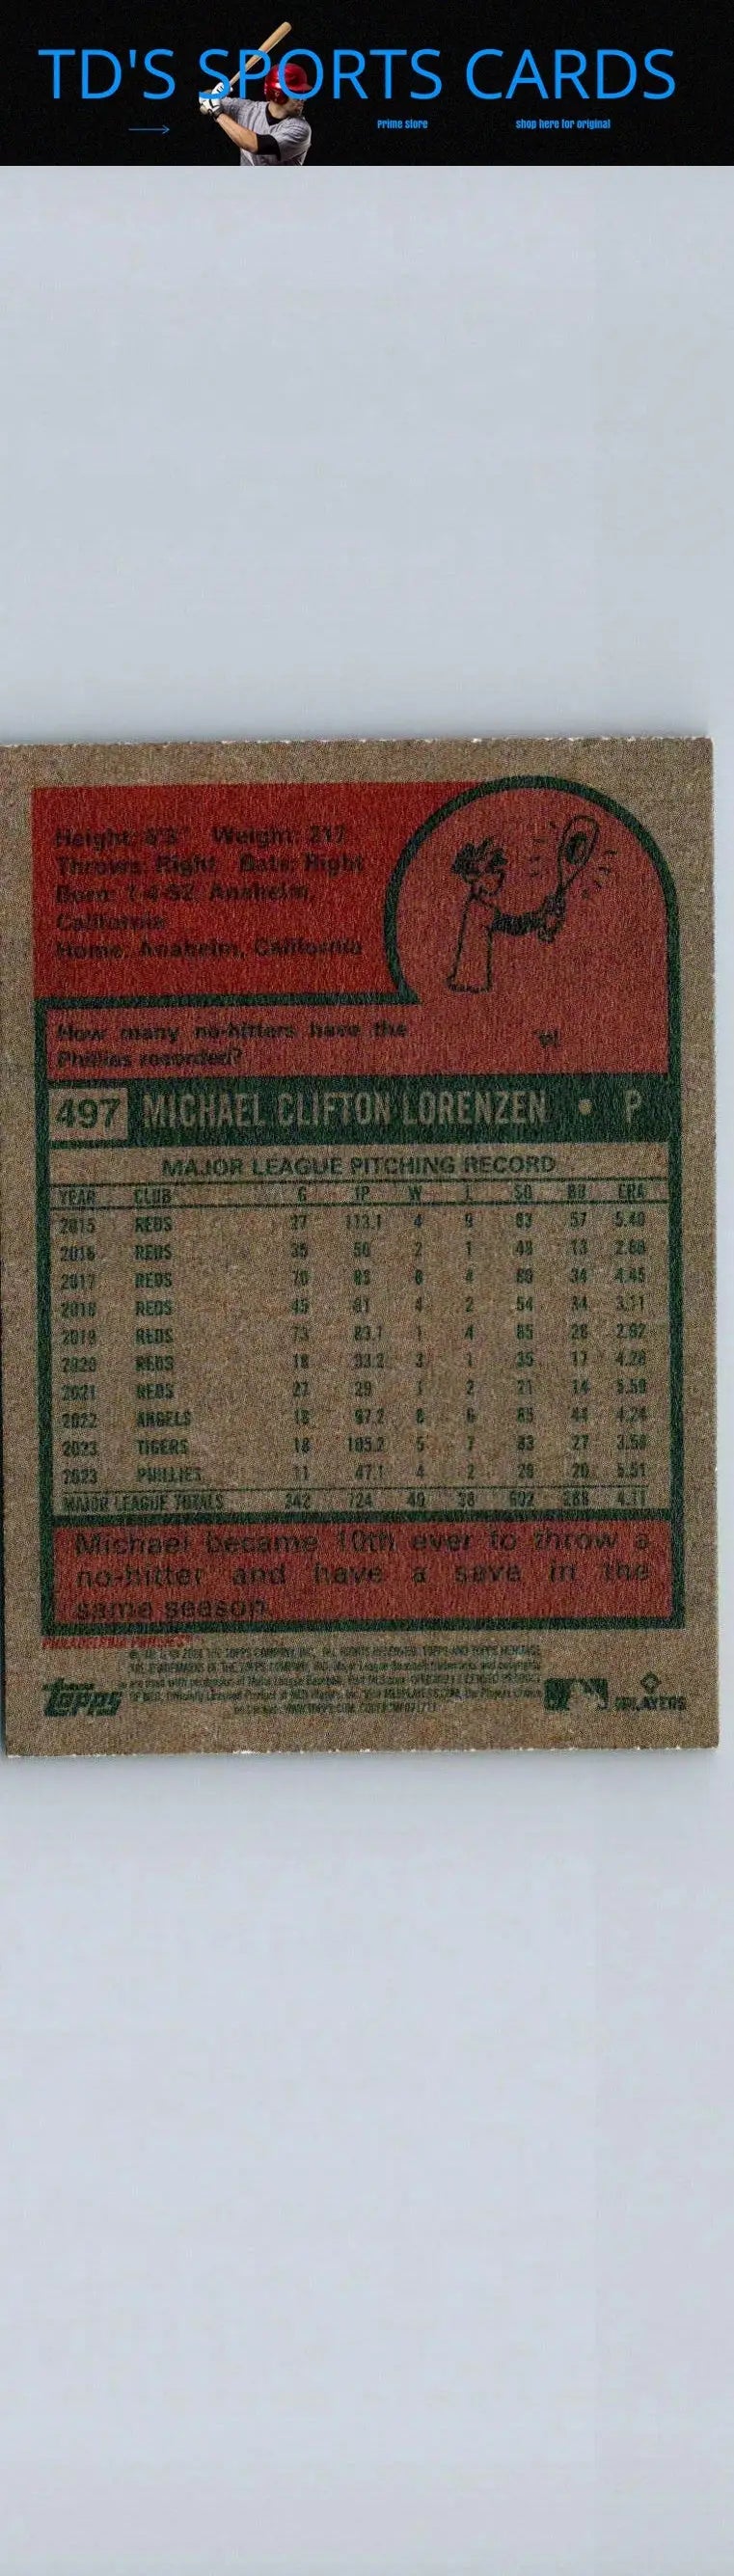 TD'S SPORTS CARDS
Prime store
shop here for original
Height: 6'3" Weight: 217
Throws: Right Bats: Right
Born: 1-4-92 Anaheim,
California
Home: Anaheim, California
How many no-hitters have the
Phillies recorded?
'14
497 MICHAEL CLIFTON LORENZEN • P
MAJOR LEAGUE PITCHING RECORD
YEAR CLUB G IP W L SO BB ERA
2015 REDS 27 113.1 4 9 83 57 5.40
2016 REDS 35 50 2 1 48 13 2.88
2017 REDS 70 83 8 4 80 34 4.45
2018 REDS 45 81 4 2 54 34 3.11
2019 REDS 73 83.1 1 4 85 28 2.92
2020 REDS 18 33.2 3 1 35 17 4.28
2021 REDS 27 29 1 2 21 14 5.59
2022 ANGELS 18 97.2 8 6 85 44 4.24
2023 TIGERS 18 105.2 5 7 83 27 3.58
2023 PHILLIES 11 47.1 4 2 28 20 5.51
MAJOR LEAGUE TOTALS 342 724 40 38 602 288 4.11
Michael became 10th ever to throw a
no-hitter and have a save in the
same season.
PHILADELPHIA PHILLIES
topps
PLAYERS